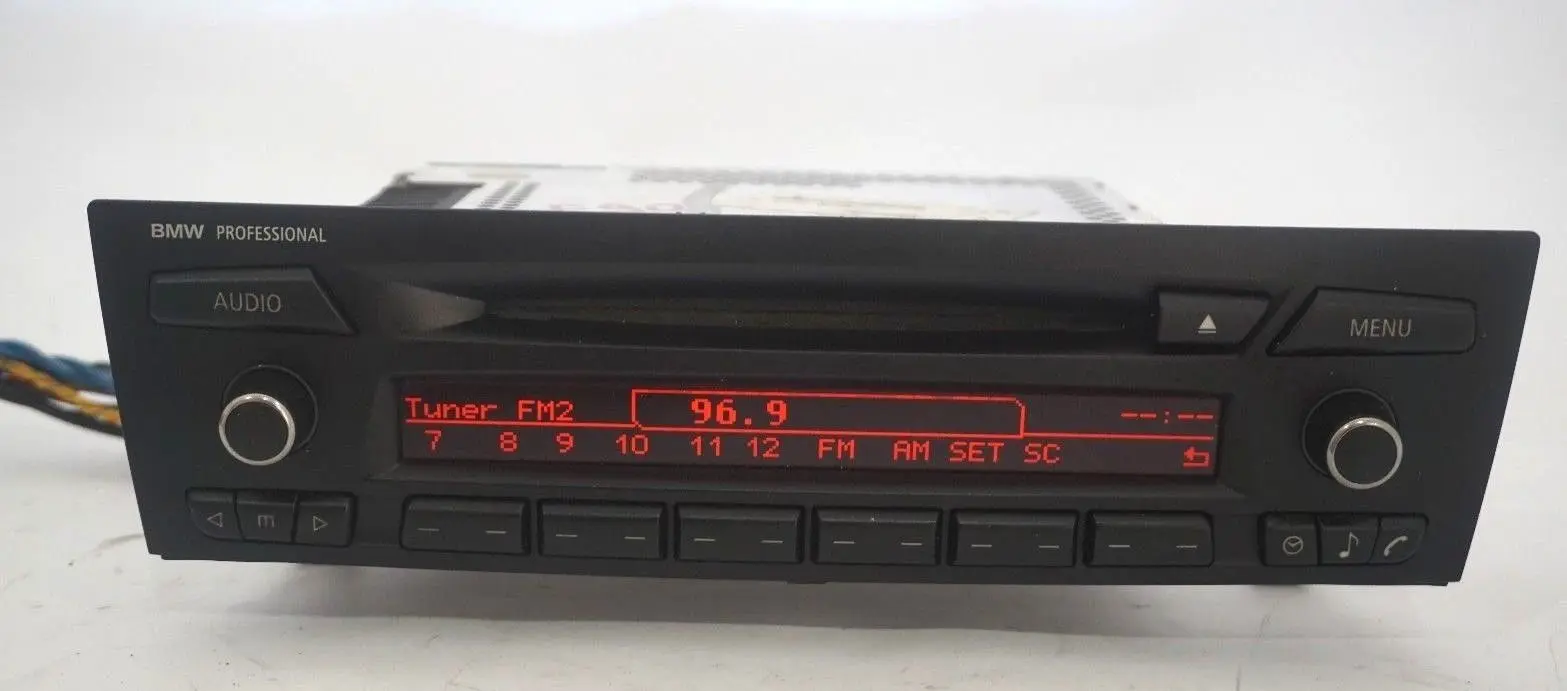 BMW PROFESSIONAL
AUDIO
MENU
Tuner FM2
96.9
--:--
7 8 9 10 11 12 FM AM SET SC
m